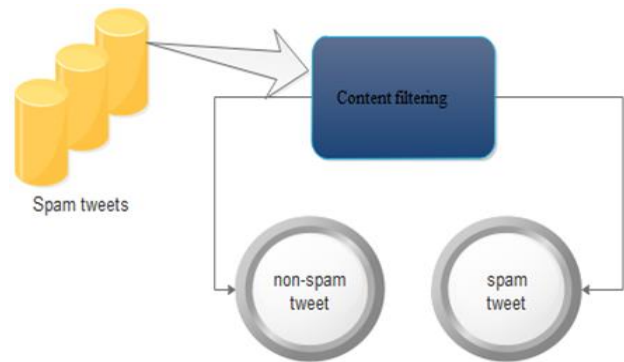 Content filtering
Spam tweets
non-spam
tweet
spam
tweet